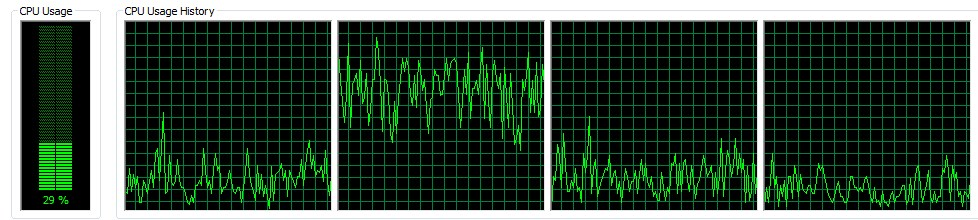 CPU Usage
CPU Usage History
29 %